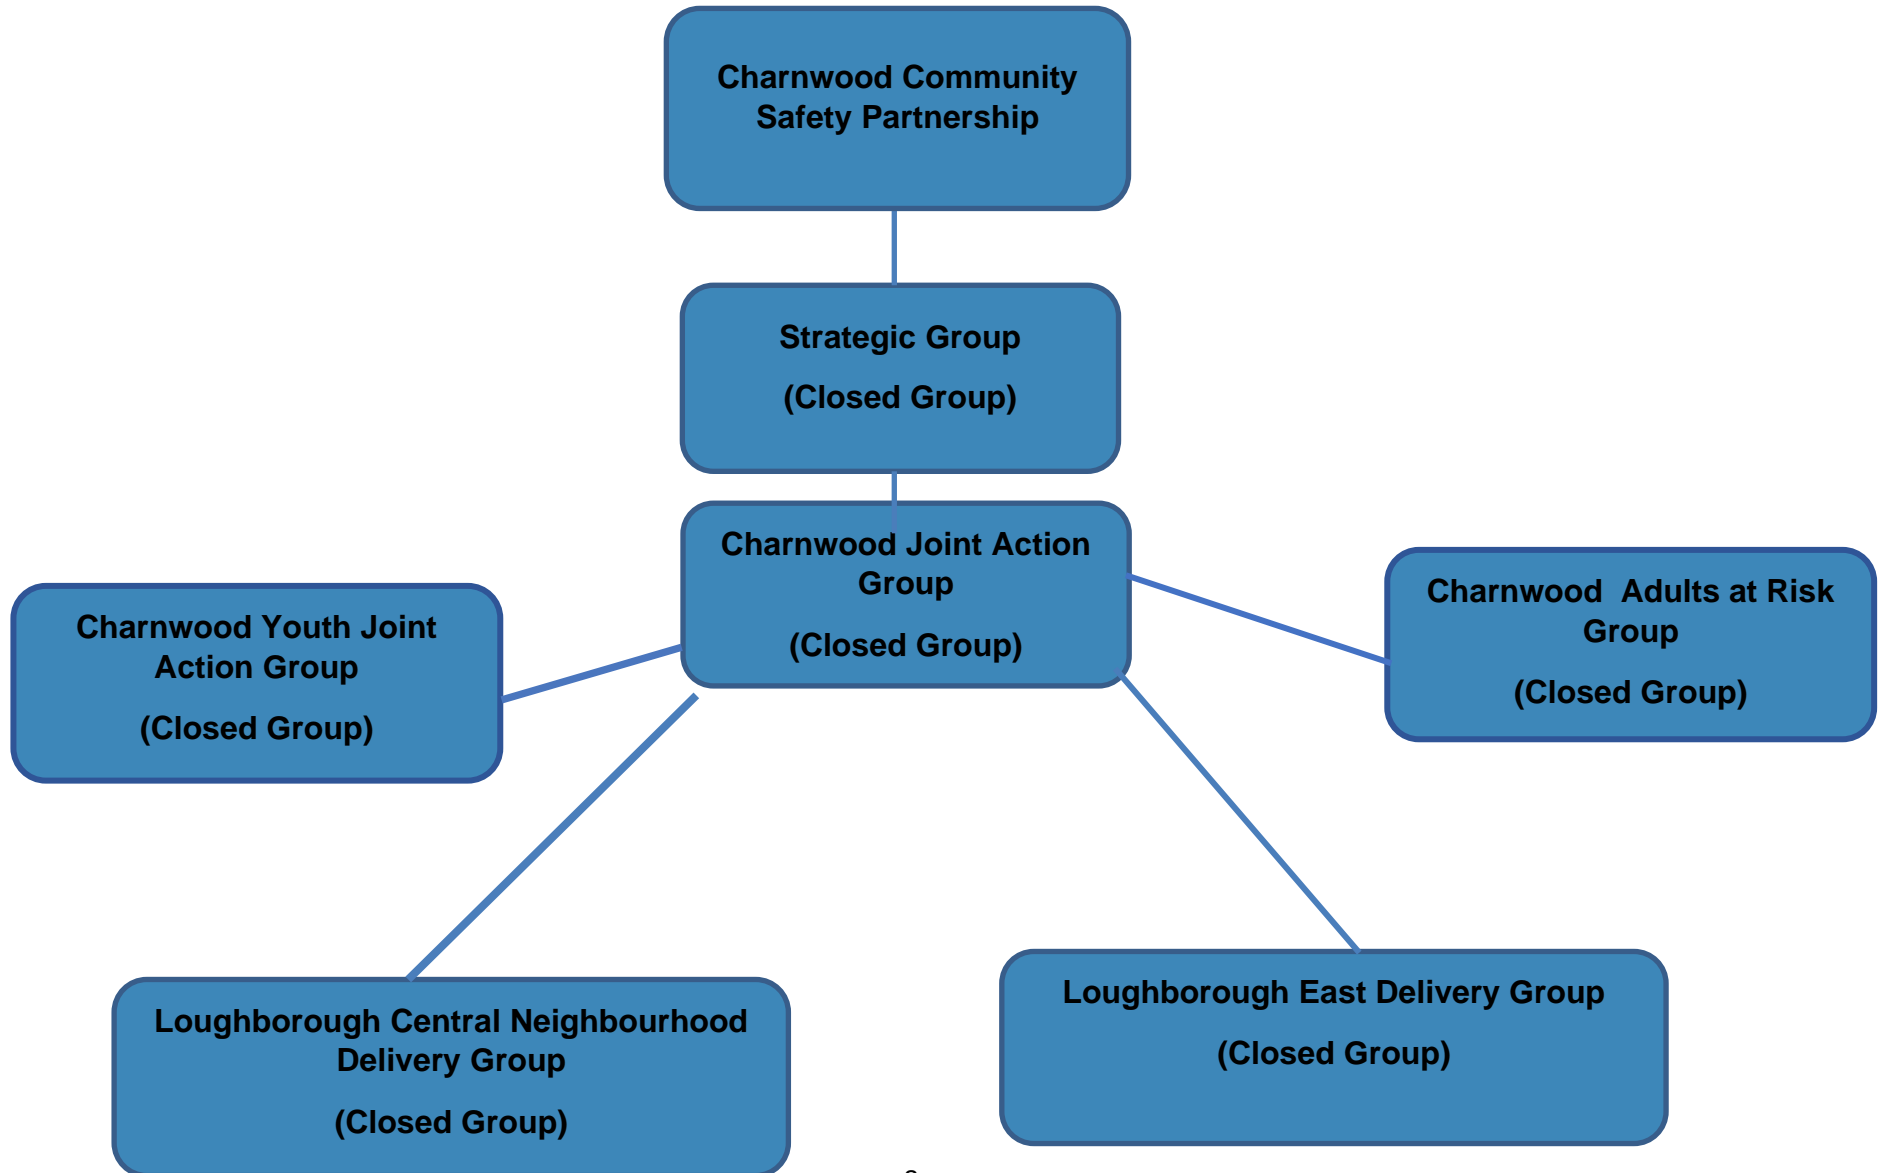 Charnwood Community
Safety Partnership
Strategic Group
(Closed Group)
Charnwood Joint Action
Group
(Closed Group)
Charnwood  Adults at Risk
Group
(Closed Group)
Charnwood Youth Joint
Action Group
(Closed Group)
Loughborough East Delivery Group
(Closed Group)
Loughborough Central Neighbourhood
Delivery Group
(Closed Group)